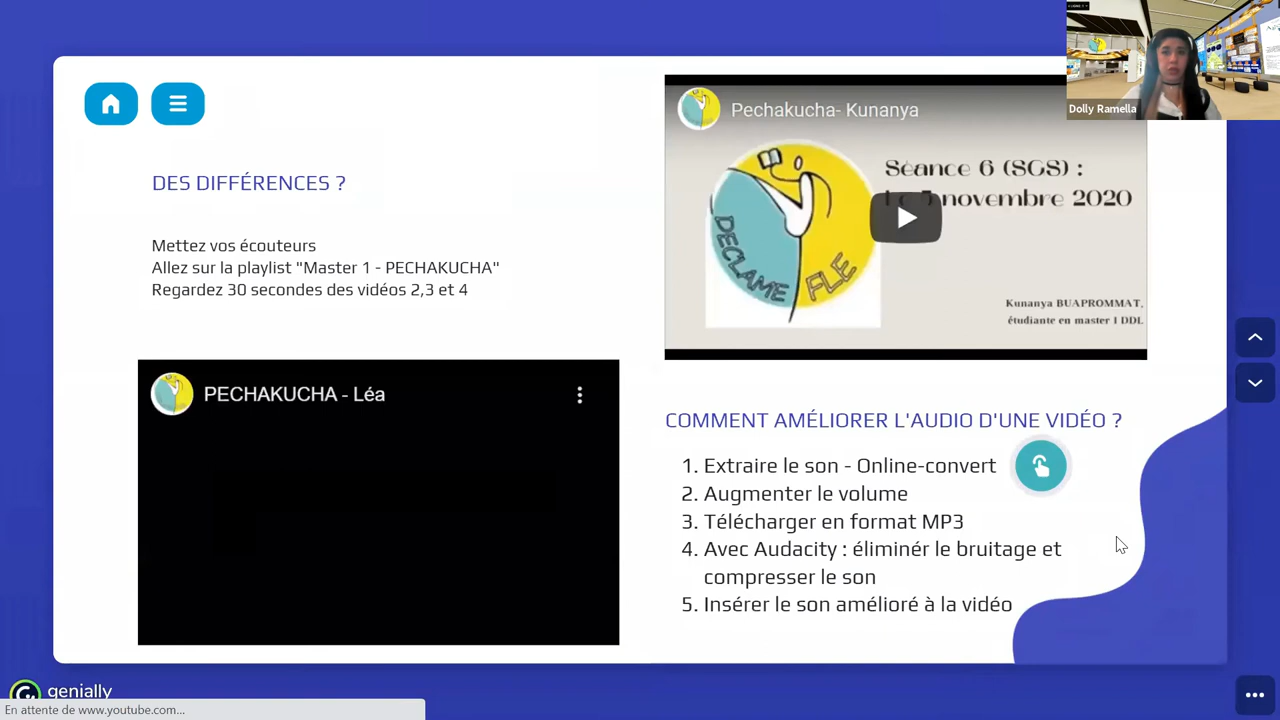 DES DIFFÉRENCES ?
Mettez vos écouteurs
Allez sur la playlist "Master 1 - PECHAKUCHA"
Regardez 30 secondes des vidéos 2,3 et 4
PECHAKUCHA - Léa
Pechakucha- Kunanya
DECLAME
FLE
Séance 6 (SGS) :
novembre 2020
Kunanya BUAPROMMAT,
étudiante en master 1 DDL
COMMENT AMÉLIORER L'AUDIO D'UNE VIDÉO ?
1. Extraire le son - Online-convert
2. Augmenter le volume
3. Télécharger en format MP3
4. Avec Audacity : éliminér le bruitage et
compresser le son
5. Insérer le son amélioré à la vidéo
Dolly Ramella
genially
En attente de www.youtube.com...